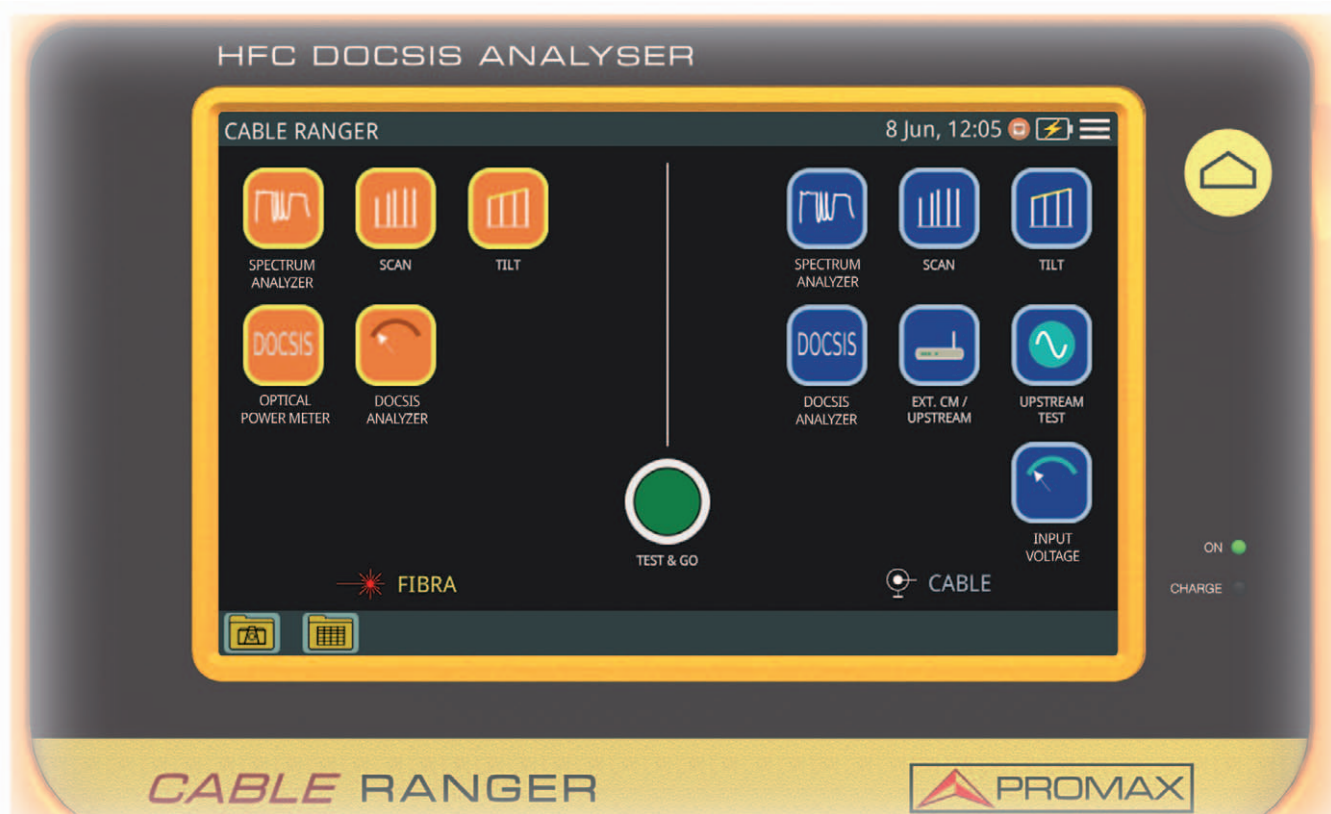 HFC DOCSIS ANALYSER
CABLE RANGER
8 Jun, 12:05
SPECTRUM
ANALYZER
SCAN
TILT
DOCSIS
OPTICAL
POWER METER
DOCSIS
ANALYZER
SPECTRUM
ANALYZER
SCAN
TILT
DOCSIS
DOCSIS
ANALYZER
EXT. CM /
UPSTREAM
UPSTREAM
TEST
INPUT
VOLTAGE
TEST & GO
FIBRA
CABLE
ON
CHARGE
CABLE RANGER
PROMAX